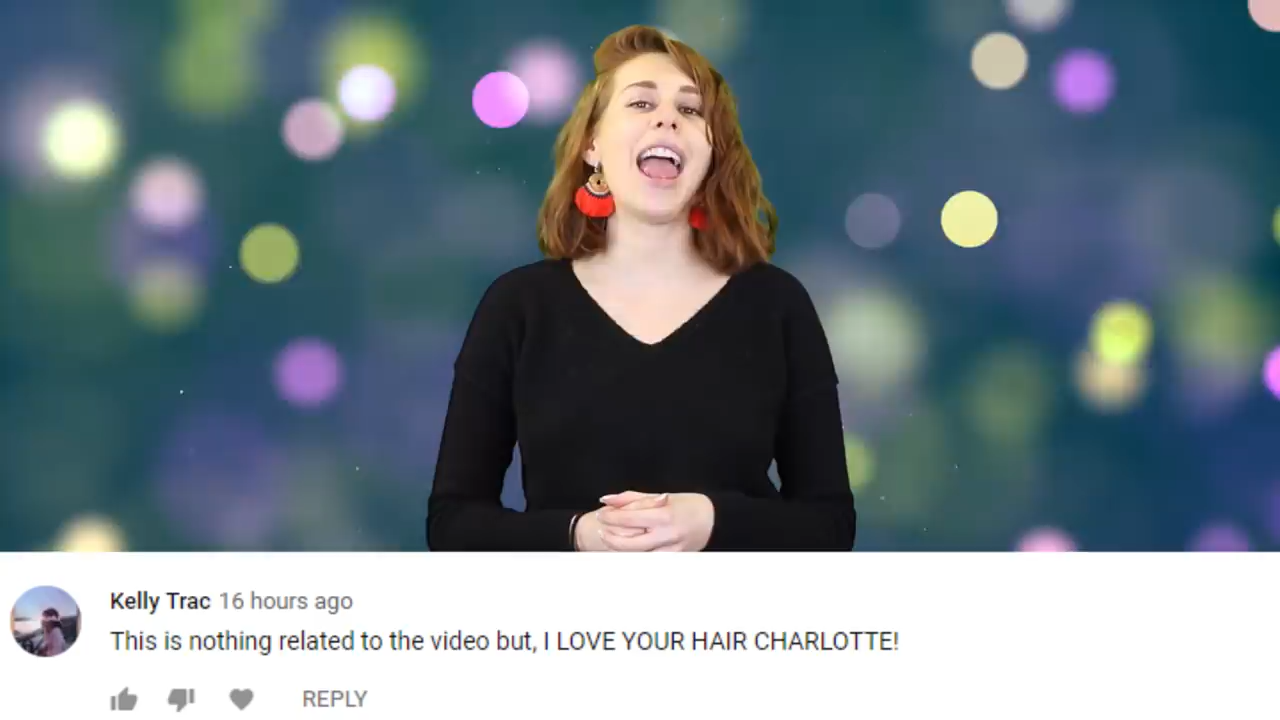 Kelly Trac 16 hours ago
This is nothing related to the video but, I LOVE YOUR HAIR CHARLOTTE!
REPLY